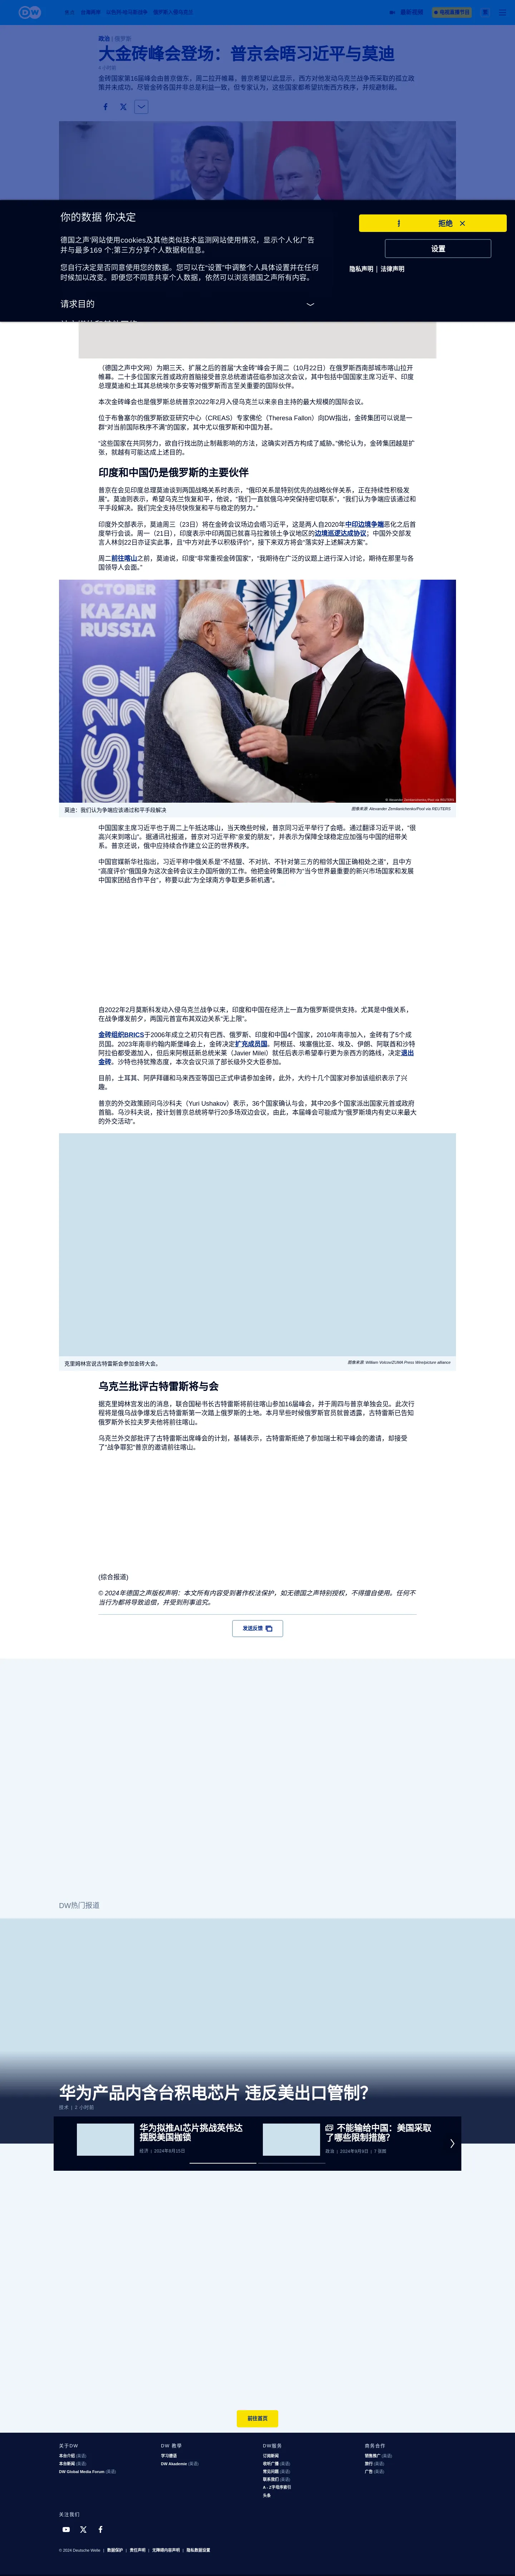 DW
最新视频
电视直播节目
政治 | 俄罗斯
大金砖峰会登场：普京会晤习近平与莫迪
金砖国家第16届峰会由普京做东，周二拉开帷幕。普京希望以此显示，西方对他发动乌克兰战争而采取的孤立政
策并未成功。尽管金砖各国并非总是利益一致，但专家认为，这些国家都希望抗衡西方秩序，并规避制裁。
你的数据 你决定
拒绝
德国之声'网站使用cookies及其他类似技术监测网站使用情况，显示个人化广告
并与最多169 个;第三方分享个人数据和信息。
设置
您自行决定是否同意使用您的数据。您可以在"设置"中调整个人具体设置并在任何
时候加以改变。即便您不同意共享个人数据，依然可以浏览德国之声所有内容。
隐私声明 | 法律声明
请求目的
（德国之声中文网）为期三天、扩展之后的首届"大金砖"峰会于周二（10月22日）在俄罗斯西南部城市喀山拉开
帷幕。二十多位国家元首或政府首脑接受普京总统邀请莅临参加这次会议，其中包括中国国家主席习近平、印度
总理莫迪和土耳其总统埃尔多安等对俄罗斯而言至关重要的国际伙伴。
本次金砖峰会也是俄罗斯总统普京2022年2月入侵乌克兰以来亲自主持的最大规模的国际会议。
位于布鲁塞尔的俄罗斯欧亚研究中心（CREAS）专家佛伦（Theresa Fallon）向DW指出，金砖集团可以说是一
群"对当前国际秩序不满"的国家，其中尤以俄罗斯和中国为甚。
"这些国家在共同努力，欲自行找出防止制裁影响的方法，这确实对西方构成了威胁。"佛伦认为，金砖集团越是扩
张，就越有可能达成上述目的。
印度和中国仍是俄罗斯的主要伙伴
普京在会见印度总理莫迪谈到两国战略关系时表示，"俄印关系是特别优先的战略伙伴关系，正在持续性积极发
展"。莫迪则表示，希望乌克兰恢复和平，他说，"我们一直就俄乌冲突保持密切联系"，"我们认为争端应该通过和
平手段解决。我们完全支持尽快恢复和平与稳定的努力。"
印度外交部表示，莫迪周三（23日）将在金砖会议场边会晤习近平，这是两人自2020年中印边境争端恶化之后首
度举行会谈。周一（21日），印度表示中印两国已就喜马拉雅领土争议地区的边境巡逻达成协议；中国外交部发
言人林剑22日亦证实此事，且"中方对此予以积极评价"，接下来双方将会"落实好上述解决方案"。
周二前往喀山之前，莫迪说，印度"非常重视金砖国家"，"我期待在广泛的议题上进行深入讨论，期待在那里与各
国领导人会面。"
OCTOBER
KAZAN
RUSSIA
莫迪：我们认为争端应该通过和平手段解决
图像来源: Alexander Zemlianichenko/Pool via REUTERS
中国国家主席习近平也于周二上午抵达喀山，当天晚些时候，普京同习近平举行了会晤。通过翻译习近平说，"很
高兴来到喀山"。据通讯社报道，普京对习近平称"亲爱的朋友"，并表示为保障全球稳定应加强与中国的纽带关
系。普京还说，俄中应持续合作建立公正的世界秩序。
中国官媒新华社指出，习近平称中俄关系是"不结盟、不对抗、不针对第三方的相邻大国正确相处之道"，且中方
"高度评价"俄国身为这次金砖会议主办国所做的工作。他把金砖集团称为"当今世界最重要的新兴市场国家和发展
中国家团结合作平台"，称要以此"为全球南方争取更多新机遇"。
自2022年2月莫斯科发动入侵乌克兰战争以来，印度和中国在经济上一直为俄罗斯提供支持。尤其是中俄关系，
在战争爆发前夕，两国元首宣布其双边关系"无上限"。
金砖组织BRICS于2006年成立之初只有巴西、俄罗斯、印度和中国4个国家，2010年南非加入，金砖有了5成
员国。2023年南非约翰内斯堡峰会上，金砖决定扩充成员国。阿根廷、埃塞俄比亚、埃及、伊朗、阿联酋和沙特
阿拉伯都受邀加入，但后来阿根廷新总统米莱（Javier Milei）就任后表示希望奉行更为亲西方的路线，决定退出
金砖。沙特也持犹豫态度，本次会议只派了部长级外交大臣参加。
目前，土耳其、阿萨拜疆和马来西亚等国已正式申请参加金砖，此外，大约十几个国家对参加该组织表示了兴
趣。
普京的外交政策顾问乌沙科夫（Yuri Ushakov）表示，36个国家确认与会，其中20多个国家派出国家元首或政府
首脑。乌沙科夫说，按计划普京总统将举行20多场双边会议，由此，本届峰会可能成为"俄罗斯境内有史以来最大
的外交活动"。
克里姆林宫说古特雷斯会参加金砖大会。
图像来源: William Volcov/ZUMA Press Wire/picture alliance
乌克兰批评古特雷斯将与会
据克里姆林宫发出的消息，联合国秘书长古特雷斯将前往喀山参加16届峰会，并于周四与普京单独会见。此次行
程将是俄乌战争爆发后古特雷斯第一次踏上俄罗斯的土地。本月早些时候俄罗斯官员就曾透露，古特雷斯已告知
俄罗斯外长拉夫罗夫他将前往喀山。
乌克兰外交部批评了古特雷斯出席峰会的计划，基辅表示，古特雷斯拒绝了参加瑞士和平峰会的邀请，却接受
了"战争罪犯"普京的邀请前往喀山。
(综合报道)
© 2024年德国之声版权声明：本文所有内容受到著作权法保护，如无德国之声特别授权，不得擅自使用。任何不
当行为都将导致追偿，并受到刑事追究。
发送反馈
DW热门报道
华为产品内含台积电芯片 违反美出口管制？
技术 | 2 小时前
华为拟推AI芯片挑战英伟达
摆脱美国枷锁
经济 | 2024年8月15日
不能输给中国：美国采取
了哪些限制措施？
政治 | 2024年9月9日 | 7 张图
前往首页
关于DW
本台介绍 (英语)
本台新闻 (英语)
DW Global Media Forum (英语)
DW 教學
学习德语
DW Akademie (英语)
DW服务
订阅新闻
收听广播 (英语)
常见问题 (英语)
联系我们 (英语)
A - Z字母序索引
头条
商务合作
销售推广 (英语)
旅行 (英语)
广告 (英语)
关注我们
© 2024 Deutsche Welle | 数据保护 | 责任声明 | 无障碍内容声明 | 隐私数据设置